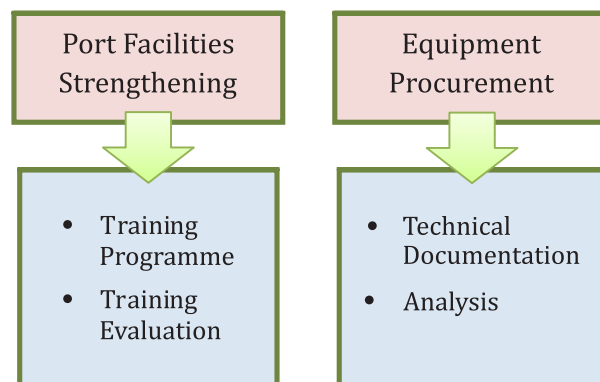 Port Facilities
Strengthening
Equipment
Procurement
• Training
Programme
• Training
Evaluation
• Technical
Documentation
• Analysis